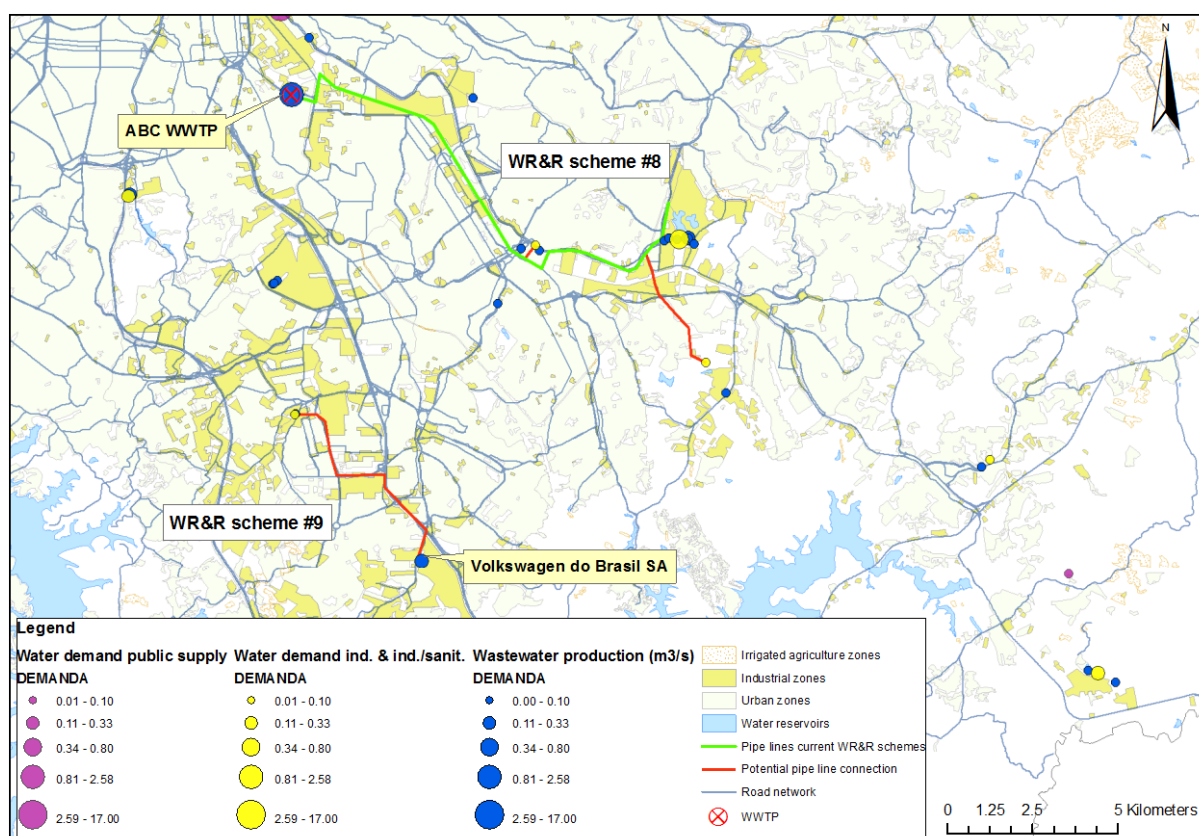 N
ABC WWTP
WR&R scheme #8
WR&R scheme #9
Volkswagen do Brasil SA
Legend
Water demand public supply
DEMANDA
0.01 - 0.10
0.11 - 0.33
0.34 - 0.80
0.81 - 2.58
2.59 - 17.00
Water demand ind. & ind./sanit.
DEMANDA
0.01 - 0.10
0.11 - 0.33
0.34 - 0.80
0.81 - 2.58
2.59 - 17.00
Wastewater production (m3/s)
DEMANDA
0.00 - 0.10
0.11 - 0.33
0.34 - 0.80
0.81 - 2.58
2.59 - 17.00
Irrigated agriculture zones
Industrial zones
Urban zones
Water reservoirs
Pipe lines current WR&R schemes
Potential pipe line connection
Road network
WWTP
0 1.25 2.5 5 Kilometers